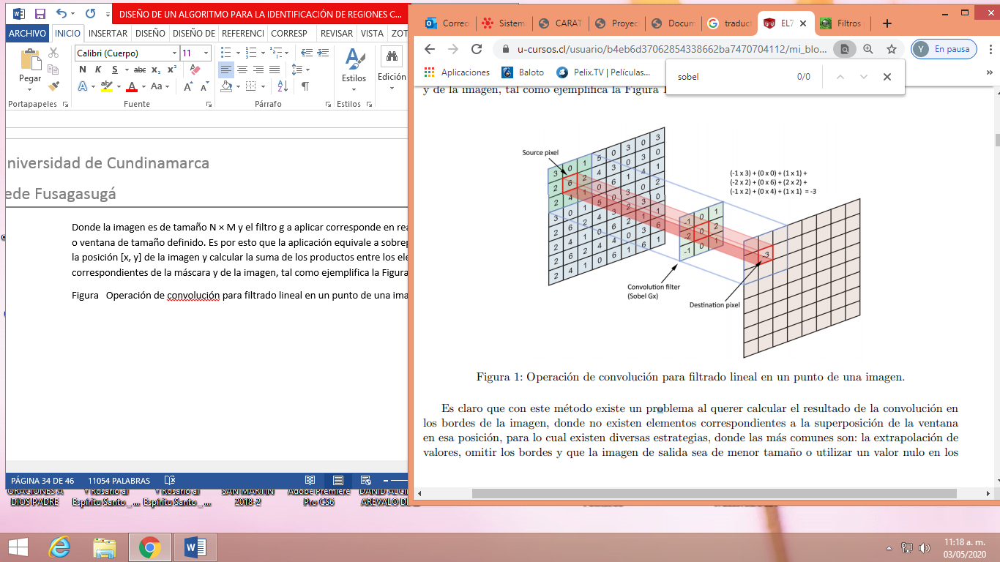 DISEÑO DE UN ALGORITMO PARA LA IDENTIFICACIÓN DE REGIONES C...
ARCHIVO INICIO INSERTAR DISEÑO DISEÑO DE REFERENCI CORRESP REVISAR VISTA ZOT
Calibri (Cuerpo) 11
Pegar
N K S abc x₂ x²
A A Aa A A
Estilos
Edición
Portapapeles Fuente Párrafo Estilos
niversidad de Cundinamarca
ede Fusagasugá
Donde la imagen es de tamaño N × M y el filtro g a aplicar corresponde en rea
o ventana de tamaño definido. Es por esto que la aplicación equivale a sobrep
la posición [x, y] de la imagen y calcular la suma de los productos entre los ele
correspondientes de la máscara y de la imagen, tal como ejemplifica la Figura
Figura Operación de convolución para filtrado lineal en un punto de una ima
PÁGINA 34 DE 46 11054 PALABRAS
DIOS PADRE
Espíritu Santo _ ...
Espíritu Santo _ ...
SAN MARTIN
2018-2
Adobe Premiere
Pro CS6
Correo Sistem CARAT Proyec Docum traduct EL7 Filtros
u-cursos.cl/usuario/b4eb6d37062854338662ba7470704112/mi_blo...
Y En pausa
Aplicaciones Baloto Pelix.TV | Películas...
sobel 0/0
y de la imagen, tal como ejemplifica la Figura 1
Source pixel
3 0 1 5 0 3 0 3
(-1 x 3) + (0 x 0) + (1 x 1) +
(-2 x 2) + (0 x 6) + (2 x 2) +
(-1 x 2) + (0 x 4) + (1 x 1) = -3
-1 0 1
-2 0 2
-1 0 1
-3
Convolution filter
(Sobel Gx)
Destination pixel
Figura 1: Operación de convolución para filtrado lineal en un punto de una imagen.
Es claro que con este método existe un problema al querer calcular el resultado de la convolución en
los bordes de la imagen, donde no existen elementos correspondientes a la superposición de la ventana
en esa posición, para lo cual existen diversas estrategias, donde las más comunes son: la extrapolación de
valores, omitir los bordes y que la imagen de salida sea de menor tamaño o utilizar un valor nulo en los
11:18 a. m.
03/05/2020